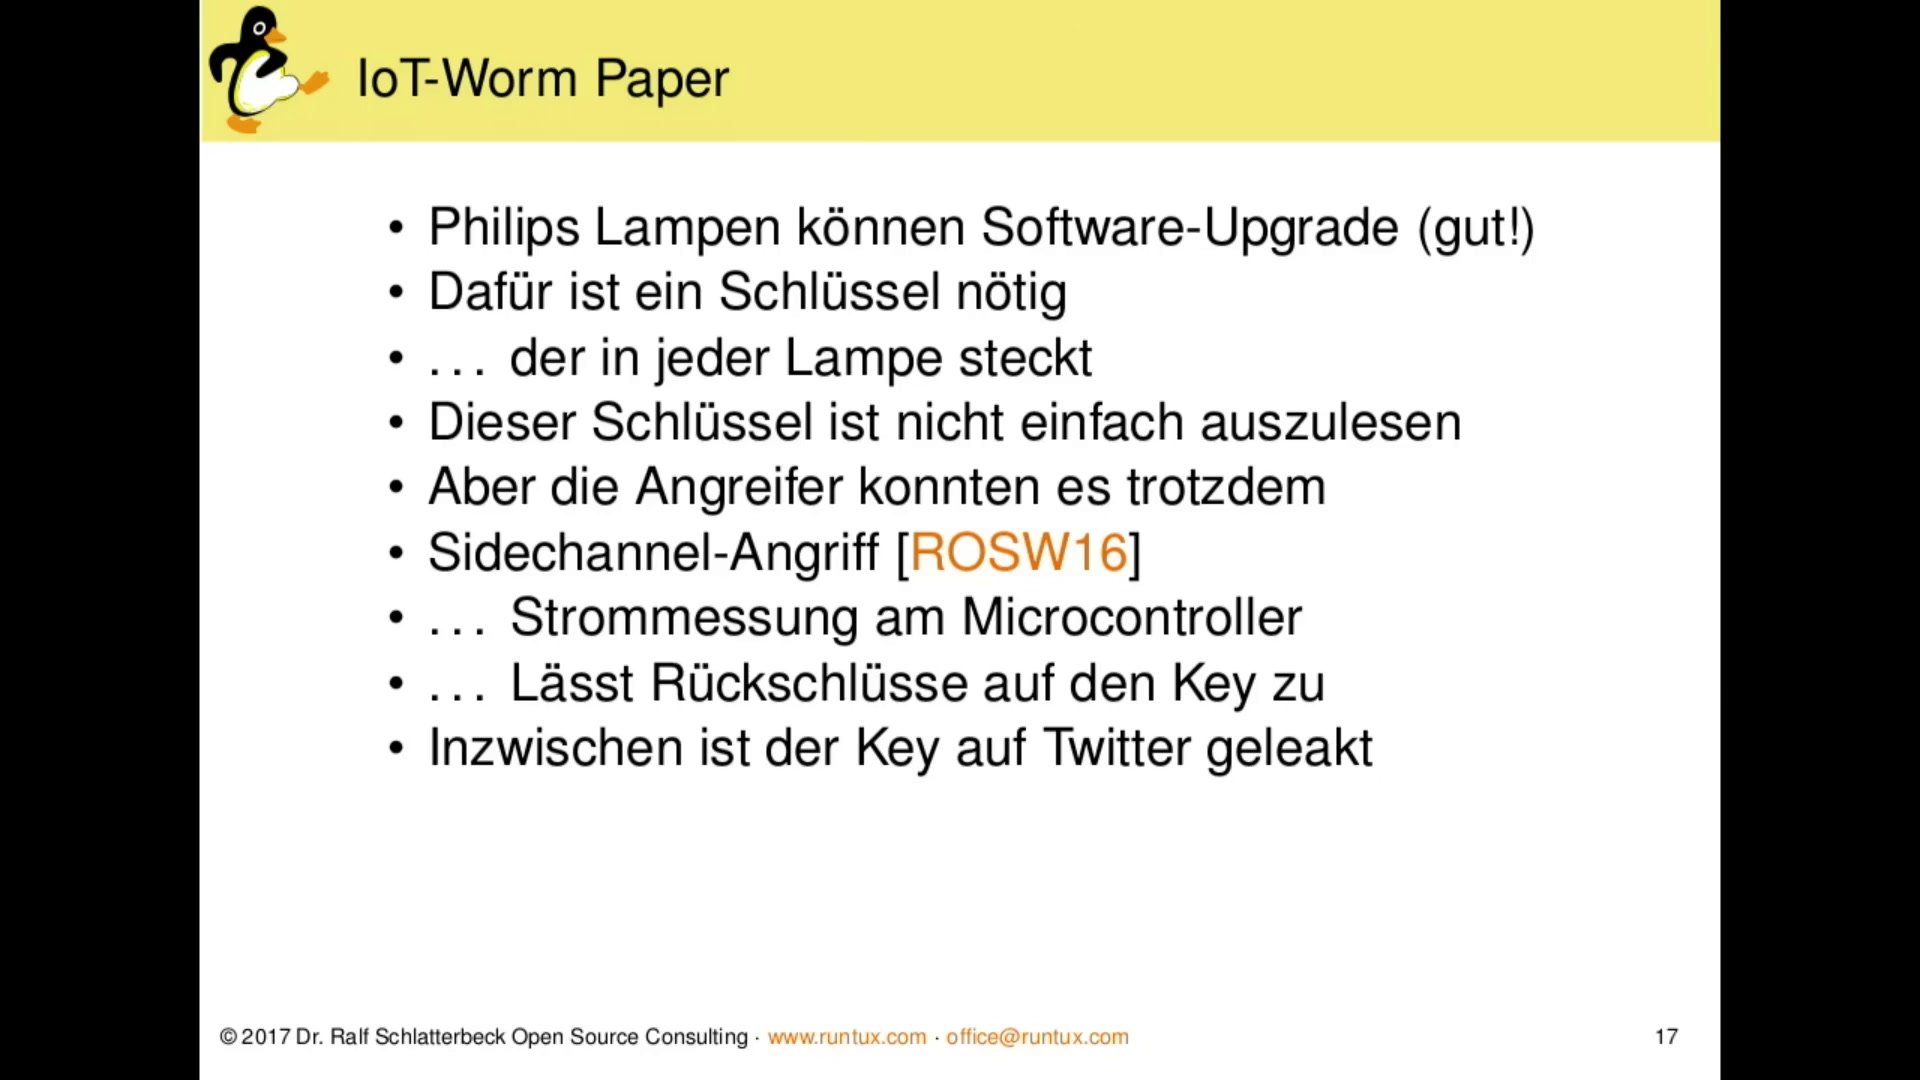 IoT-Worm Paper
• Philips Lampen können Software-Upgrade (gut!)
• Dafür ist ein Schlüssel nötig
• ... der in jeder Lampe steckt
• Dieser Schlüssel ist nicht einfach auszulesen
• Aber die Angreifer konnten es trotzdem
• Sidechannel-Angriff [ROSW16]
• ... Strommessung am Microcontroller
• ... Lässt Rückschlüsse auf den Key zu
• Inzwischen ist der Key auf Twitter geleakt
© 2017 Dr. Ralf Schlatterbeck Open Source Consulting · www.runtux.com · office@runtux.com 17